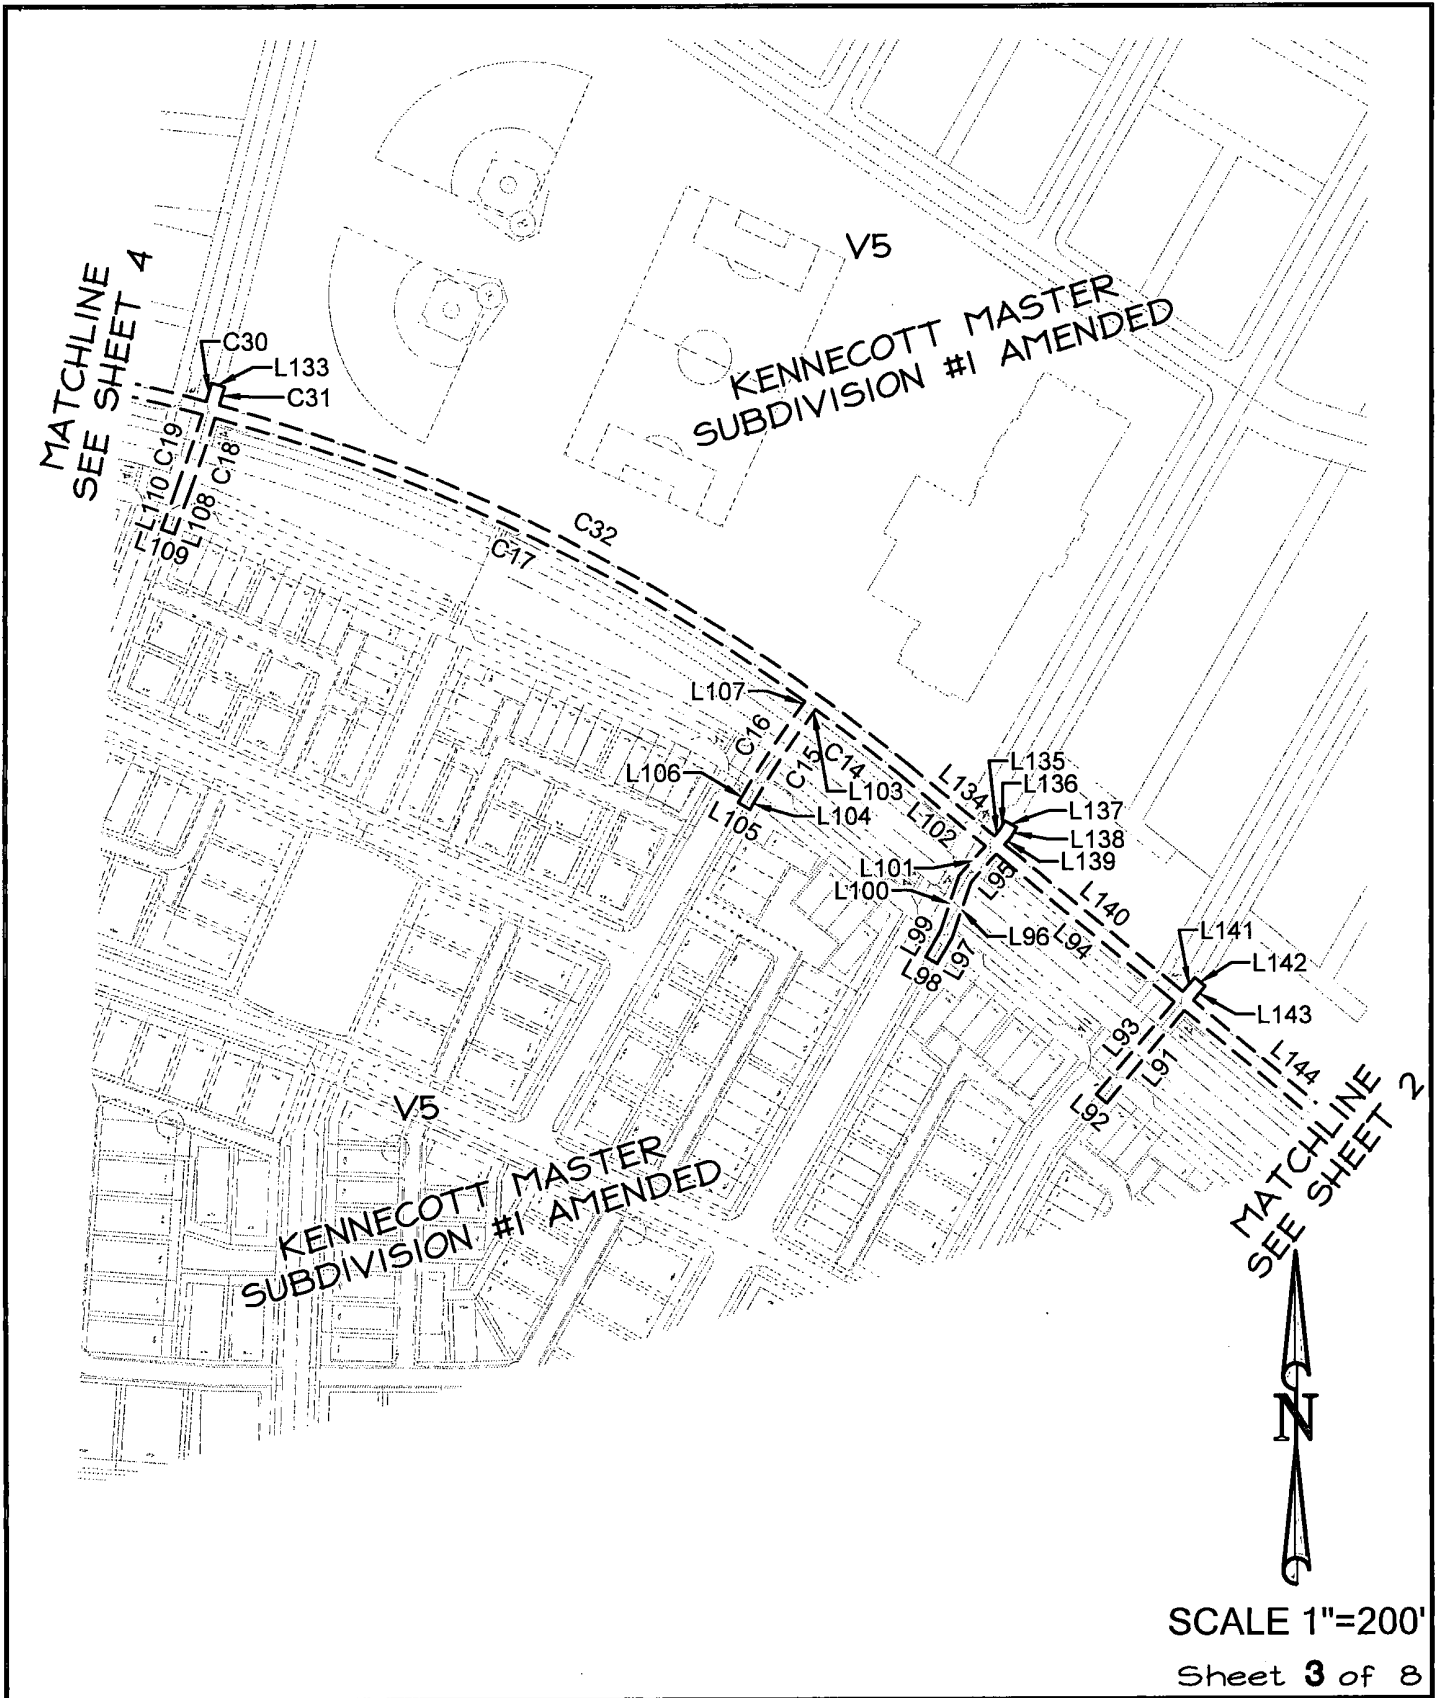 V5
KENNECOTT MASTER
SUBDIVISION #1 AMENDED
MATCHLINE
SEE SHEET 4
C30
L133
C31
C19
C18
L110
L108
L109
C32
C17
L107
C16
C15
C14
L106
L103
L104
L105
L134
L102
L135
L136
L137
L138
L139
L101
L100
L95
L99
L96
L97
L98
L140
L94
L141
L142
L143
L93
L91
L92
L144
MATCHLINE
SEE SHEET 2
V5
KENNECOTT MASTER
SUBDIVISION #1 AMENDED
N
SCALE 1"=200'
Sheet 3 of 8